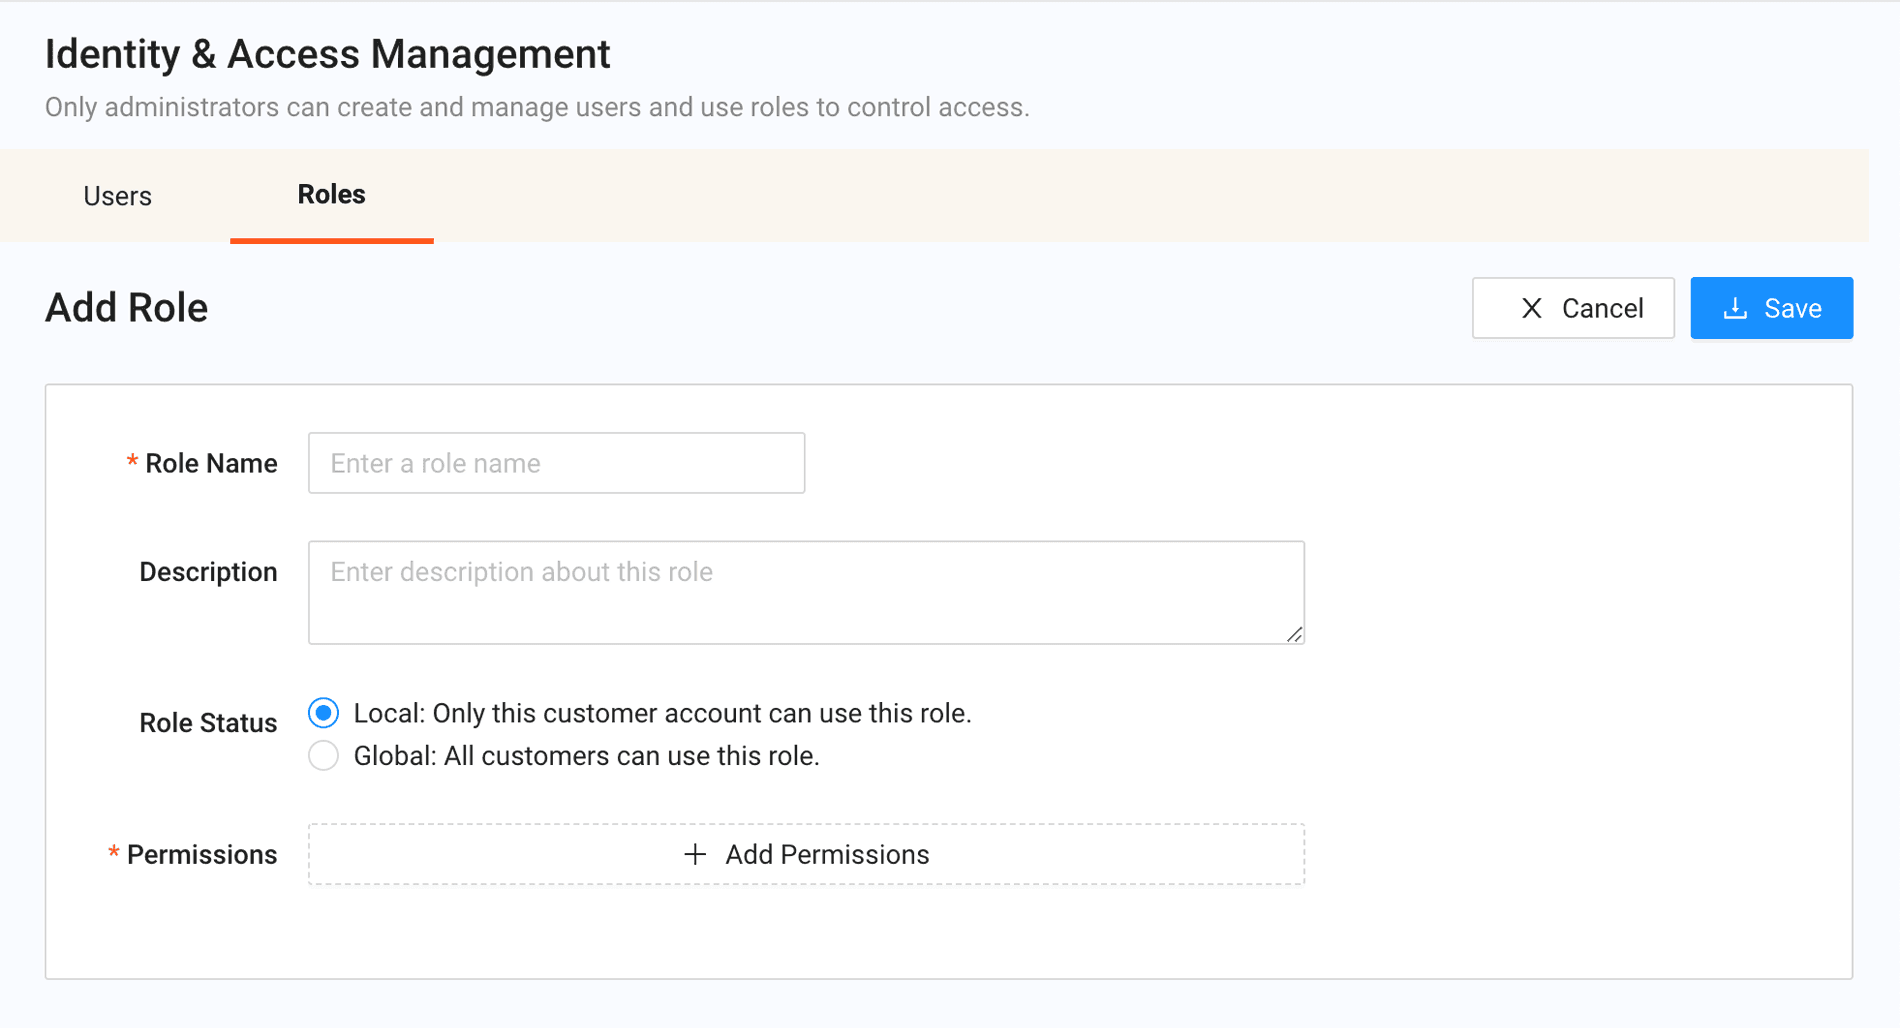 Identity & Access Management
Only administrators can create and manage users and use roles to control access.
Users Roles
Add Role
Cancel Save
* Role Name Enter a role name
Description Enter description about this role
Role Status Local: Only this customer account can use this role.
Global: All customers can use this role.
* Permissions + Add Permissions